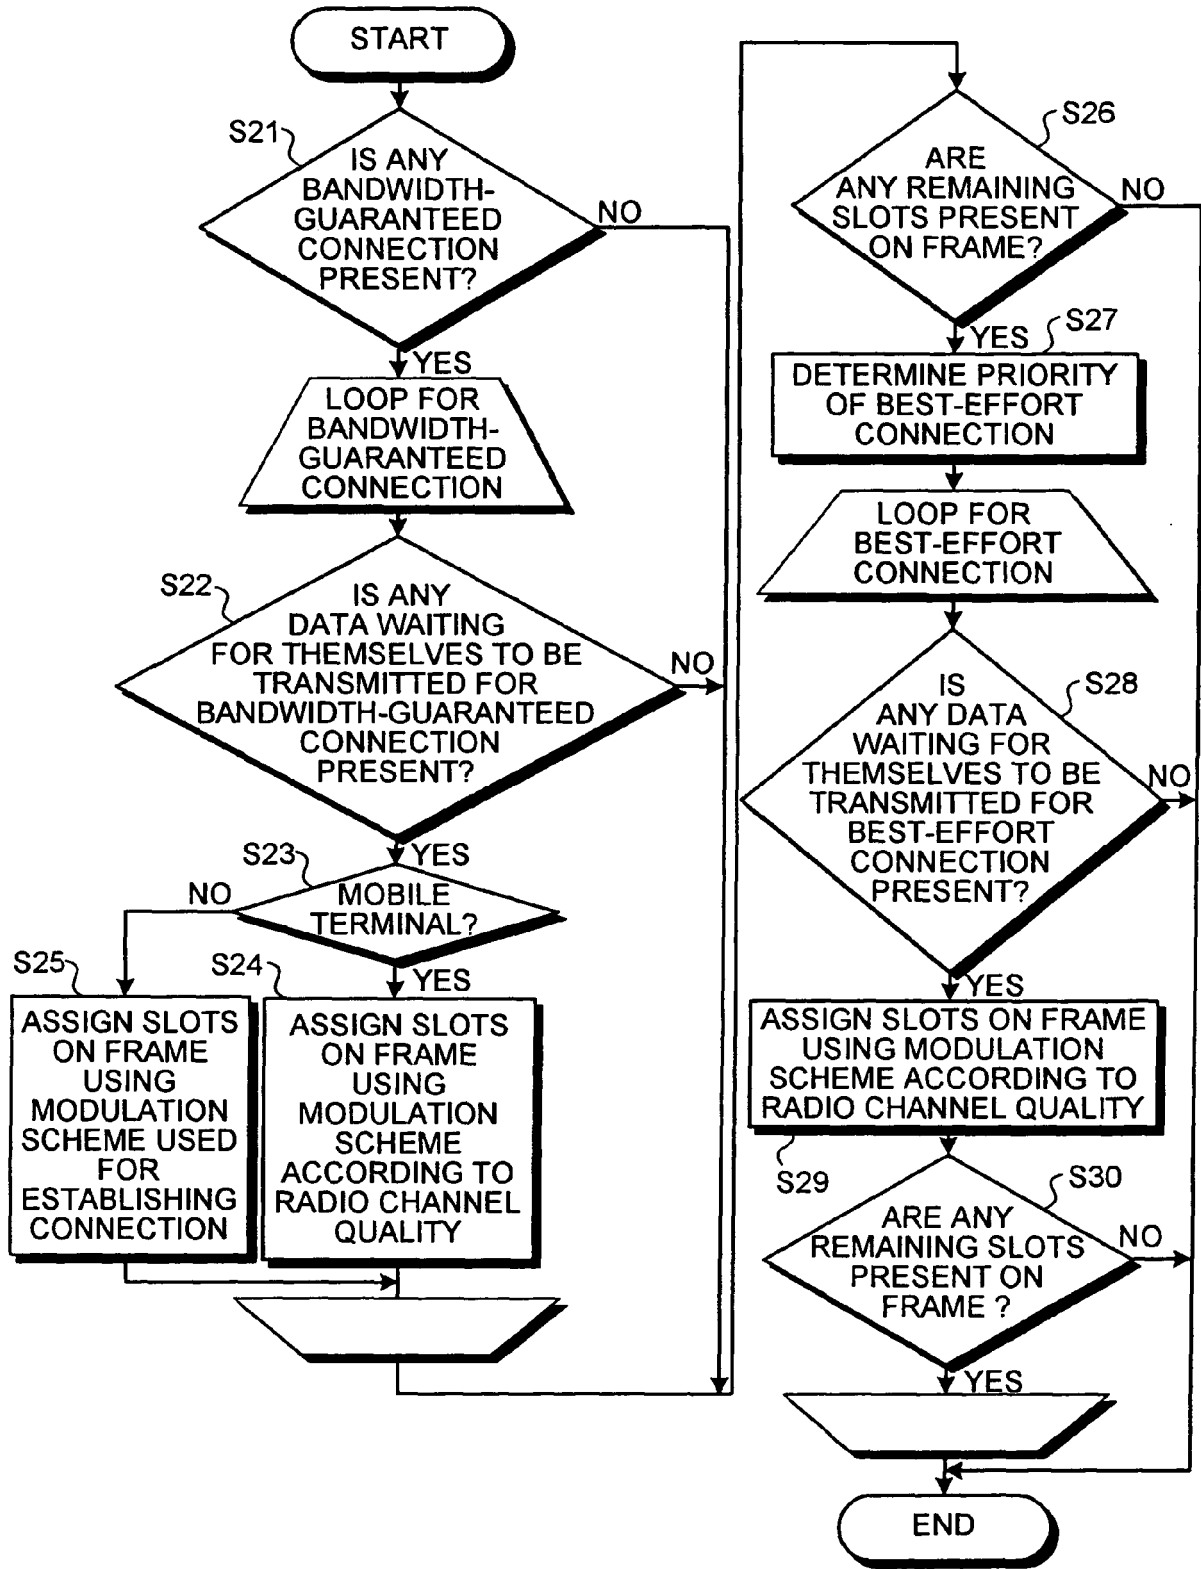 START
S21
IS ANY
BANDWIDTH-
GUARANTEED
CONNECTION
PRESENT?
NO
YES
LOOP FOR
BANDWIDTH-
GUARANTEED
CONNECTION
S22
IS ANY
DATA WAITING
FOR THEMSELVES TO BE
TRANSMITTED FOR
BANDWIDTH-GUARANTEED
CONNECTION
PRESENT?
NO
YES
S23
MOBILE
TERMINAL?
NO
YES
S25
ASSIGN SLOTS
ON FRAME
USING
MODULATION
SCHEME USED
FOR
ESTABLISHING
CONNECTION
S24
ASSIGN SLOTS
ON FRAME
USING
MODULATION
SCHEME
ACCORDING TO
RADIO CHANNEL
QUALITY
S26
ARE
ANY REMAINING
SLOTS PRESENT
ON FRAME?
NO
YES
S27
DETERMINE PRIORITY
OF BEST-EFFORT
CONNECTION
LOOP FOR
BEST-EFFORT
CONNECTION
S28
IS
ANY DATA
WAITING FOR
THEMSELVES TO BE
TRANSMITTED FOR
BEST-EFFORT
CONNECTION
PRESENT?
NO
YES
ASSIGN SLOTS ON FRAME
USING MODULATION
SCHEME ACCORDING TO
RADIO CHANNEL QUALITY
S29
S30
ARE ANY
REMAINING SLOTS
PRESENT ON
FRAME ?
NO
YES
END